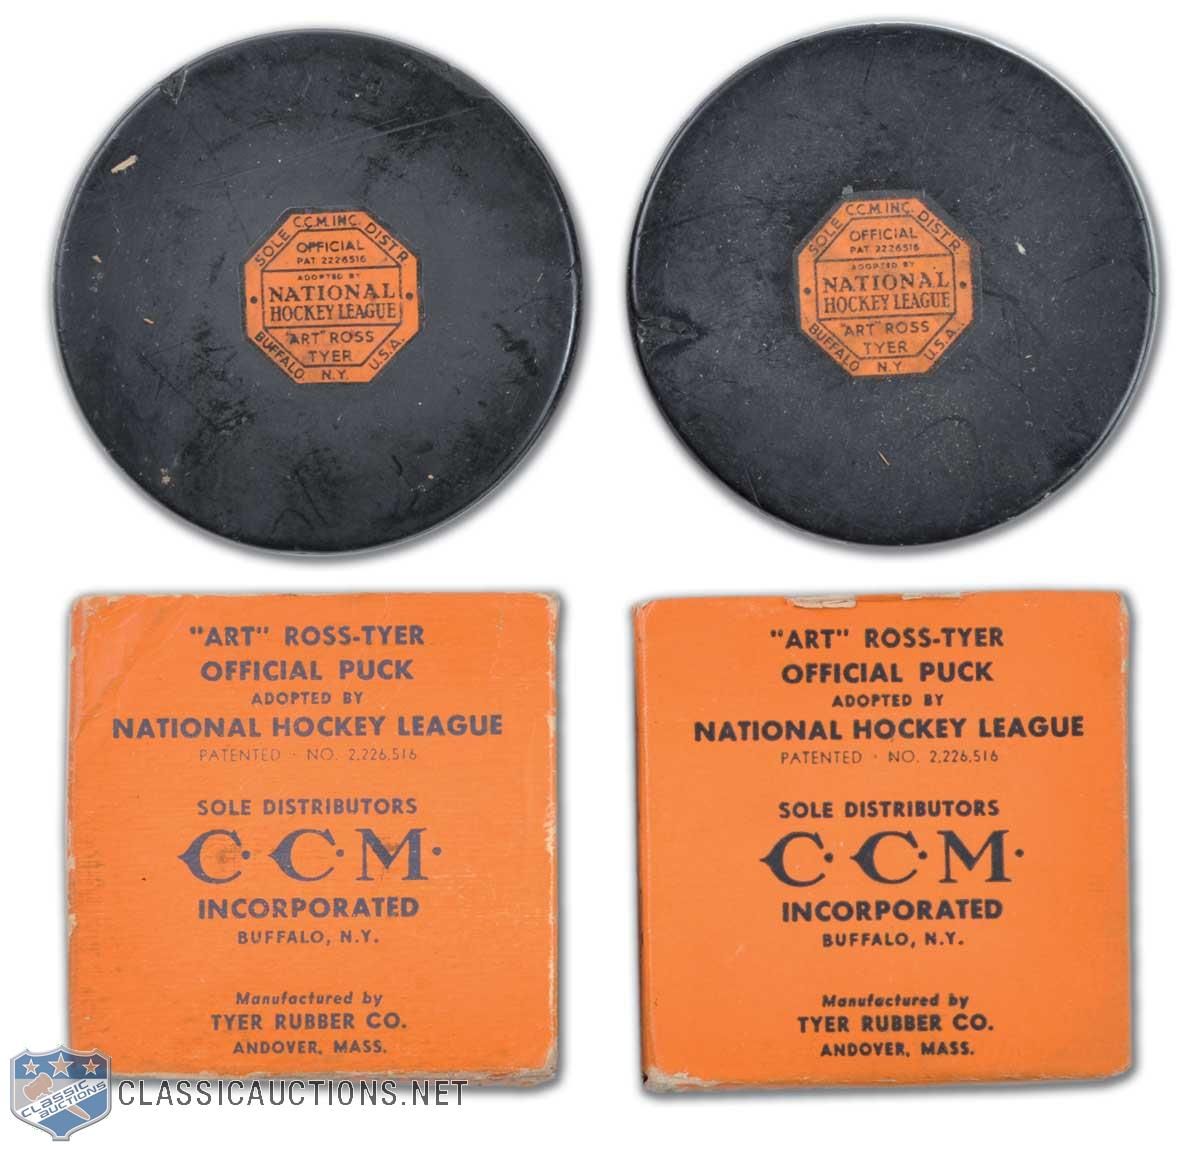 SOLE C.C.M. INC. DISTR.
OFFICIAL
PAT. 2226516
ADOPTED BY
NATIONAL
HOCKEY LEAGUE
"ART" ROSS
TYER
BUFFALO N.Y. U.S.A.
SOLE C.C.M. INC. DISTR.
OFFICIAL
PAT. 2226516
ADOPTED BY
NATIONAL
HOCKEY LEAGUE
"ART" ROSS
TYER
BUFFALO N.Y. U.S.A.
"ART" ROSS-TYER
OFFICIAL PUCK
ADOPTED BY
NATIONAL HOCKEY LEAGUE
PATENTED · NO. 2,226,516
SOLE DISTRIBUTORS
C·C·M·
INCORPORATED
BUFFALO, N.Y.
Manufactured by
TYER RUBBER CO.
ANDOVER, MASS.
"ART" ROSS-TYER
OFFICIAL PUCK
ADOPTED BY
NATIONAL HOCKEY LEAGUE
PATENTED · NO. 2,226,516
SOLE DISTRIBUTORS
C·C·M·
INCORPORATED
BUFFALO, N.Y.
Manufactured by
TYER RUBBER CO.
ANDOVER, MASS.
CLASSIC
AUCTIONS
CLASSICAUCTIONS.NET